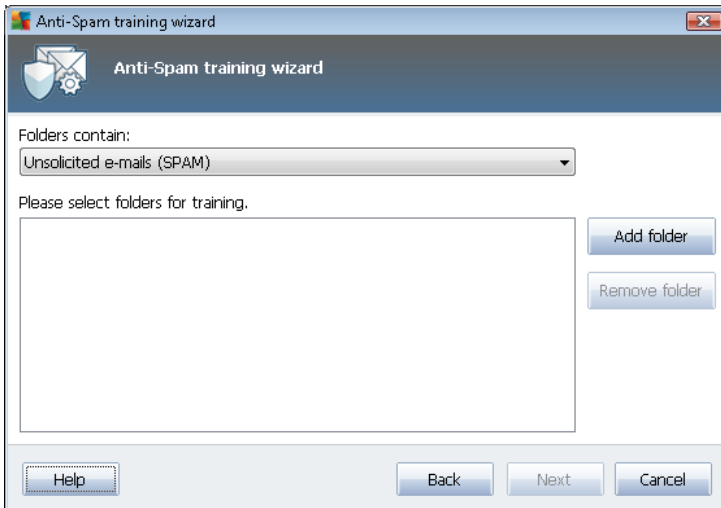 Anti-Spam training wizard
Anti-Spam training wizard
Folders contain:
Unsolicited e-mails (SPAM)
Please select folders for training.
Add folder
Remove folder
Help
Back
Next
Cancel